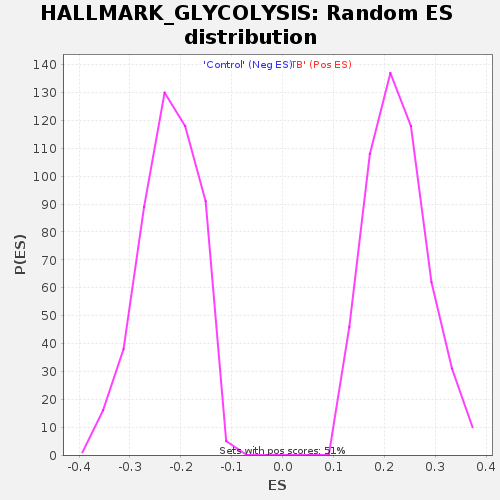 HALLMARK_GLYCOLYSIS: Random ES
distribution
'Control' (Neg ES)
TB' (Pos ES)
P(ES)
140
130
120
110
100
90
80
70
60
50
40
30
20
10
0
Sets with pos scores: 51%
-0.4 -0.3 -0.2 -0.1 0.0 0.1 0.2 0.3 0.4
ES